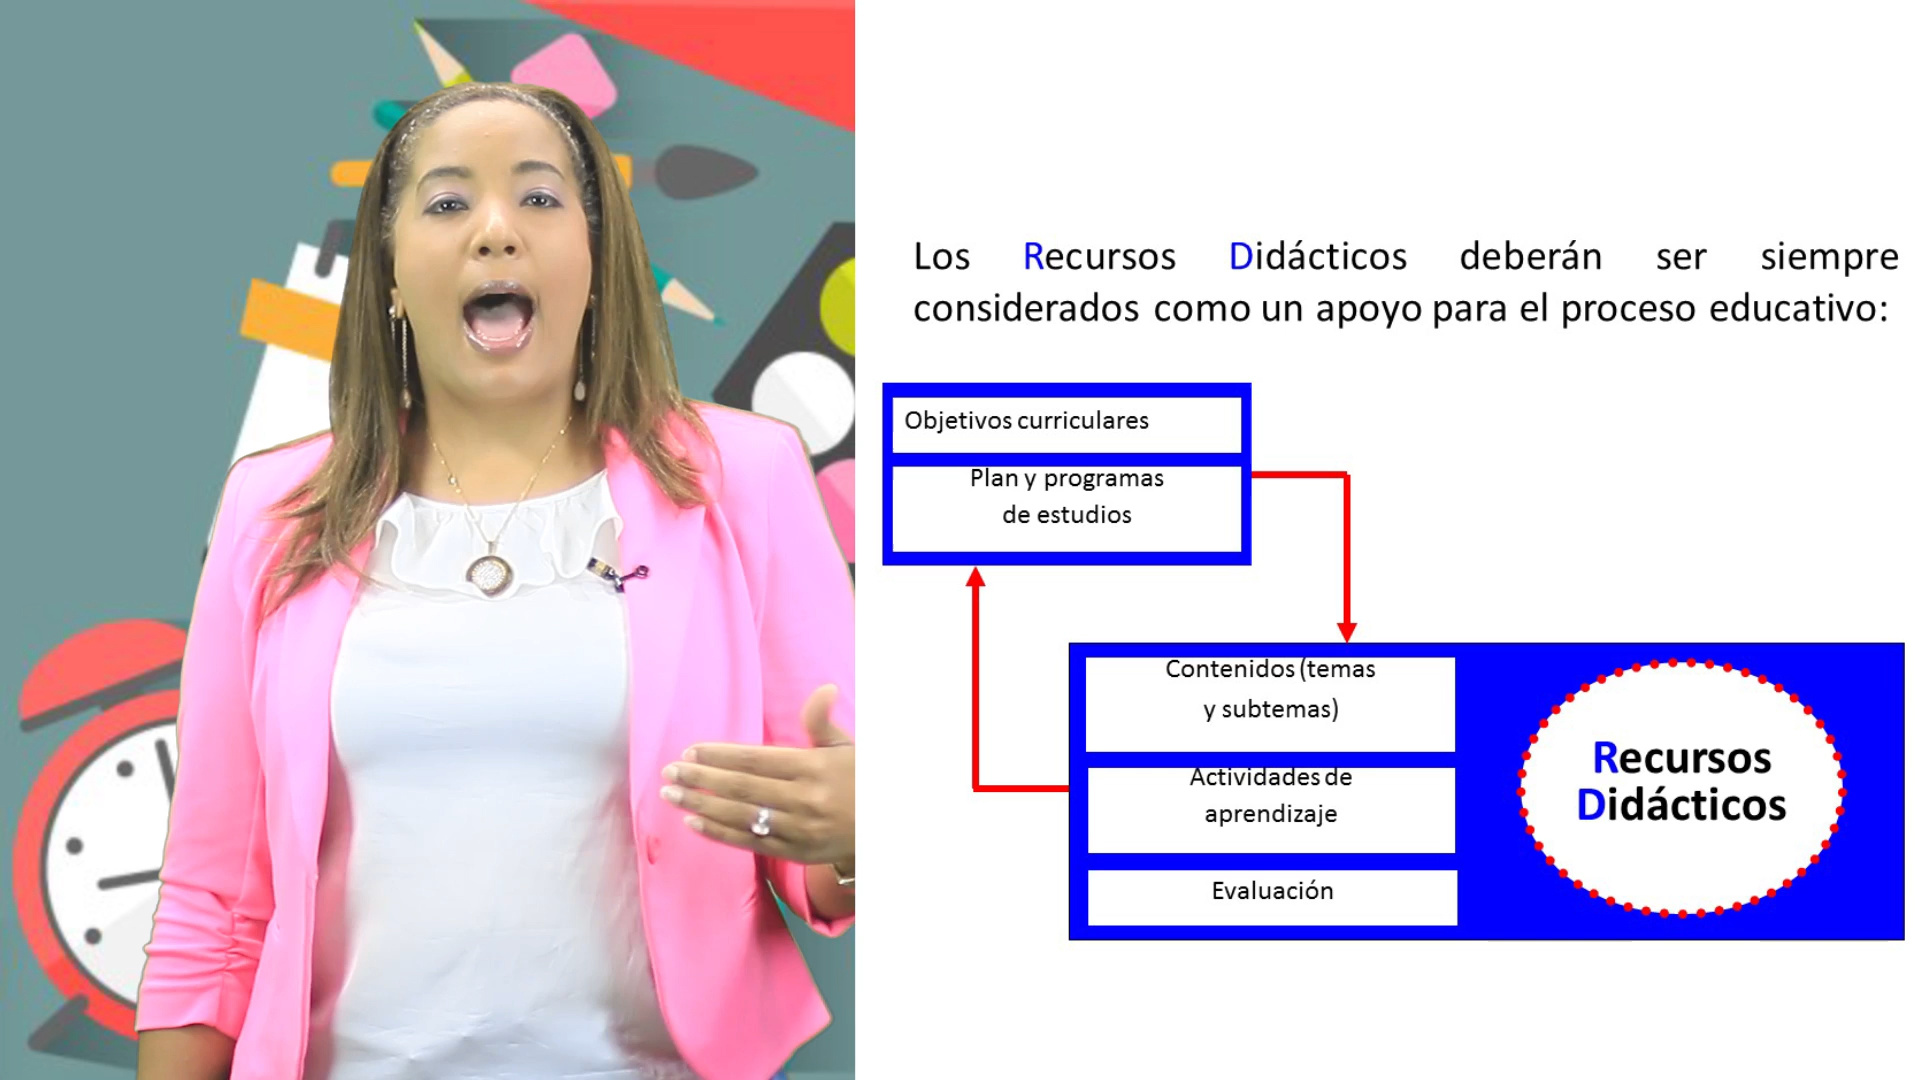 Los Recursos Didácticos deberán ser siempre
considerados como un apoyo para el proceso educativo:
Objetivos curriculares
Plan y programas
de estudios
Contenidos (temas
y subtemas)
Actividades de
aprendizaje
Evaluación
Recursos
Didácticos